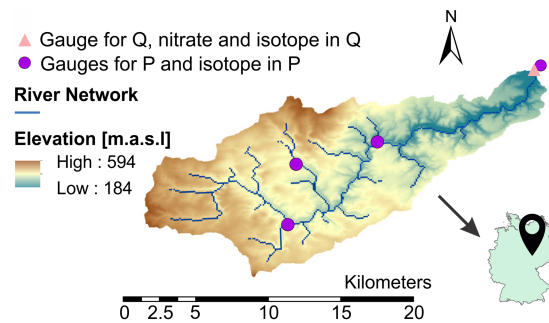 N
Gauge for Q, nitrate and isotope in Q
Gauges for P and isotope in P
River Network
Elevation [m.a.s.l]
High : 594
Low : 184
Kilometers
0 2.5 5 10 15 20